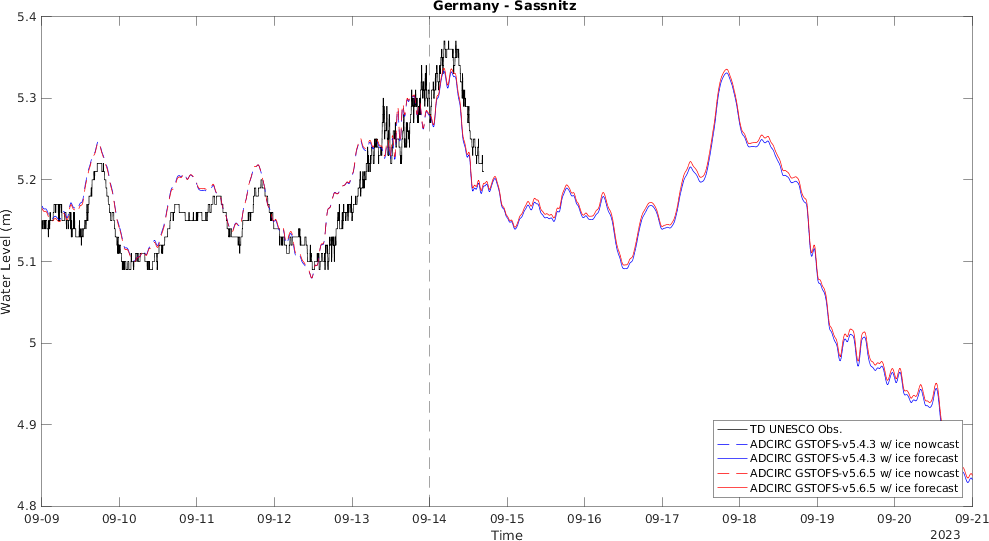 Germany - Sassnitz
5.4
5.3
5.2
5.1
5
4.9
4.8
Water Level (m)
TD UNESCO Obs.
ADCIRC GSTOFS-v5.4.3 w/ ice nowcast
ADCIRC GSTOFS-v5.4.3 w/ ice forecast
ADCIRC GSTOFS-v5.6.5 w/ ice nowcast
ADCIRC GSTOFS-v5.6.5 w/ ice forecast
09-09 09-10 09-11 09-12 09-13 09-14 09-15 09-16 09-17 09-18 09-19 09-20 09-21
Time
2023